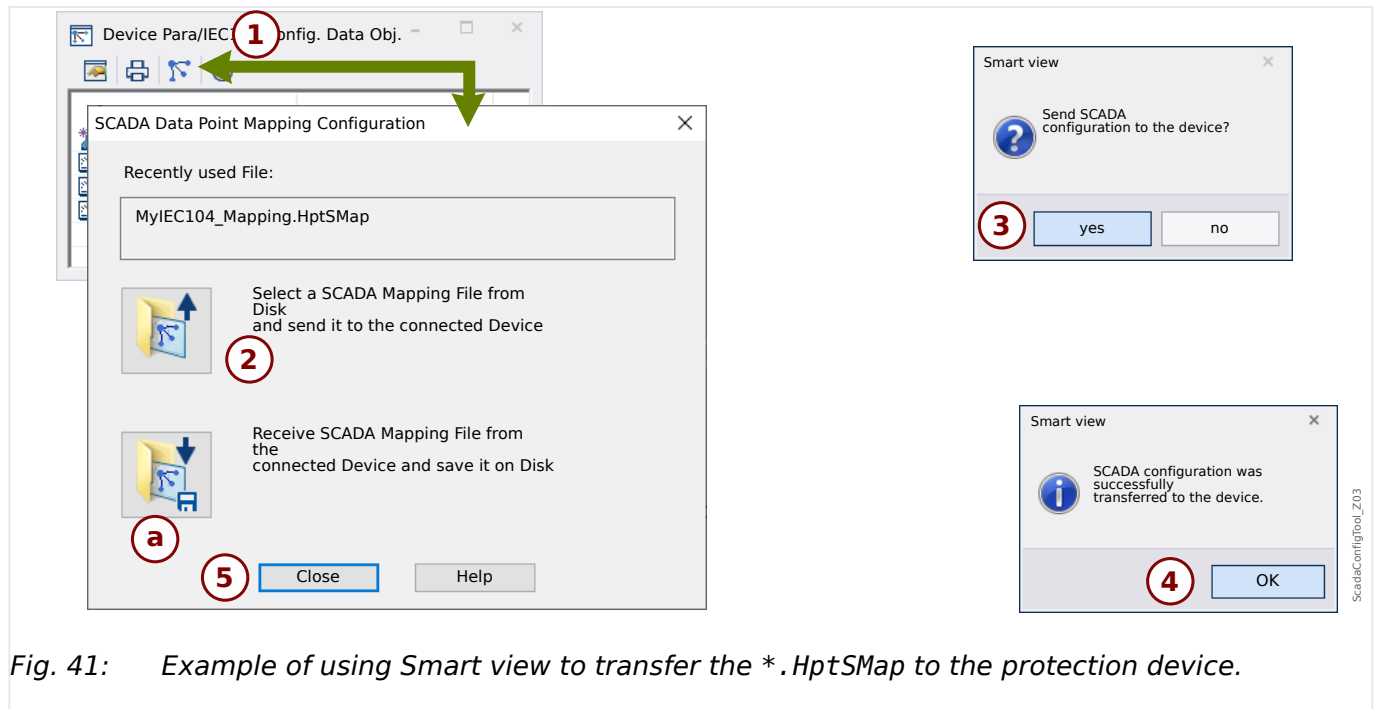 Device Para/IEC1
1
onfig. Data Obj.
SCADA Data Point Mapping Configuration
Recently used File:
MyIEC104_Mapping.HptSMap
Select a SCADA Mapping File from
Disk
and send it to the connected Device
2
Receive SCADA Mapping File from
the
connected Device and save it on Disk
a
5
Close
Help
Smart view
Send SCADA
configuration to the device?
3
yes
no
Smart view
SCADA configuration was
successfully
transferred to the device.
4
OK
ScadaConfigTool_Z03
Fig. 41: Example of using Smart view to transfer the *.HptSMap to the protection device.